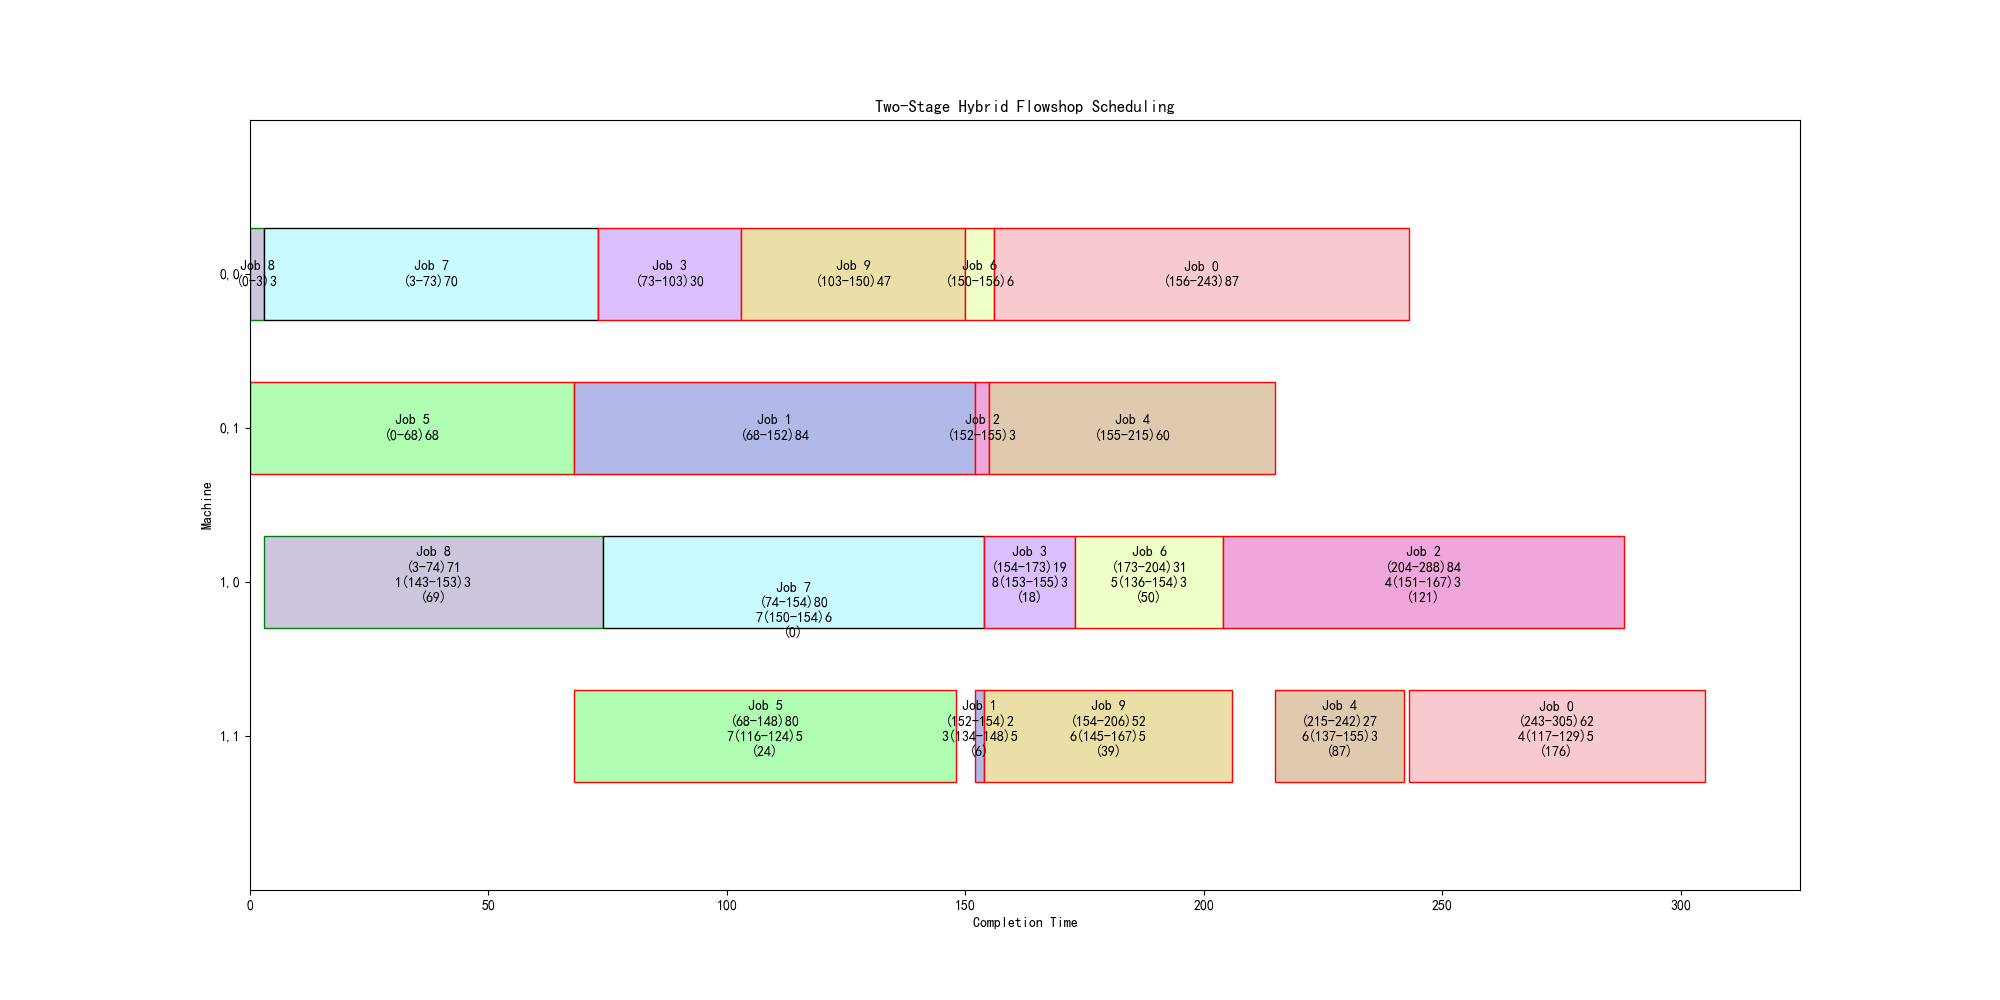 Two-Stage Hybrid Flowshop Scheduling
Machine
0,0
Job 8
(0-3)3
Job 7
(3-73)70
Job 3
(73-103)30
Job 9
(103-150)47
Job 6
(150-156)6
Job 0
(156-243)87
0,1
Job 5
(0-68)68
Job 1
(68-152)84
Job 2
(152-155)3
Job 4
(155-215)60
1,0
Job 8
(3-74)71
1(143-153)3
(69)
Job 7
(74-154)80
7(150-154)6
(0)
Job 3
(154-173)19
8(153-155)3
(18)
Job 6
(173-204)31
5(136-154)3
(50)
Job 2
(204-288)84
4(151-167)3
(121)
1,1
Job 5
(68-148)80
7(116-124)5
(24)
Job 1
(152-154)2
3(134-148)5
(6)
Job 9
(154-206)52
6(145-167)5
(39)
Job 4
(215-242)27
6(137-155)3
(87)
Job 0
(243-305)62
4(117-129)5
(176)
0 50 100 150 200 250 300
Completion Time